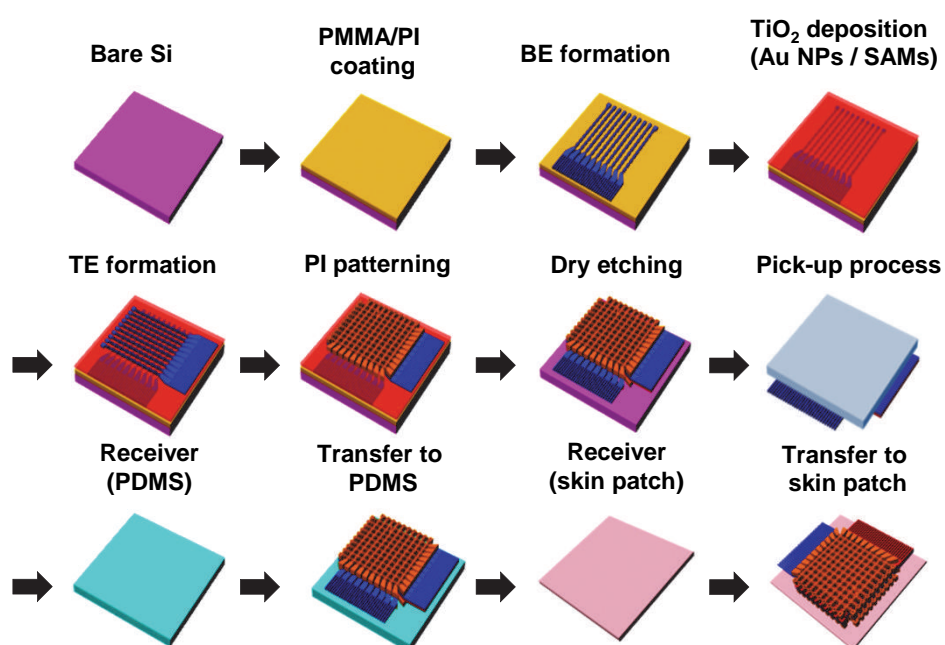 Bare Si
PMMA/PI
coating
BE formation
TiO₂ deposition
(Au NPs / SAMs)
TE formation
PI patterning
Dry etching
Pick-up process
Receiver
(PDMS)
Transfer to
PDMS
Receiver
(skin patch)
Transfer to
skin patch